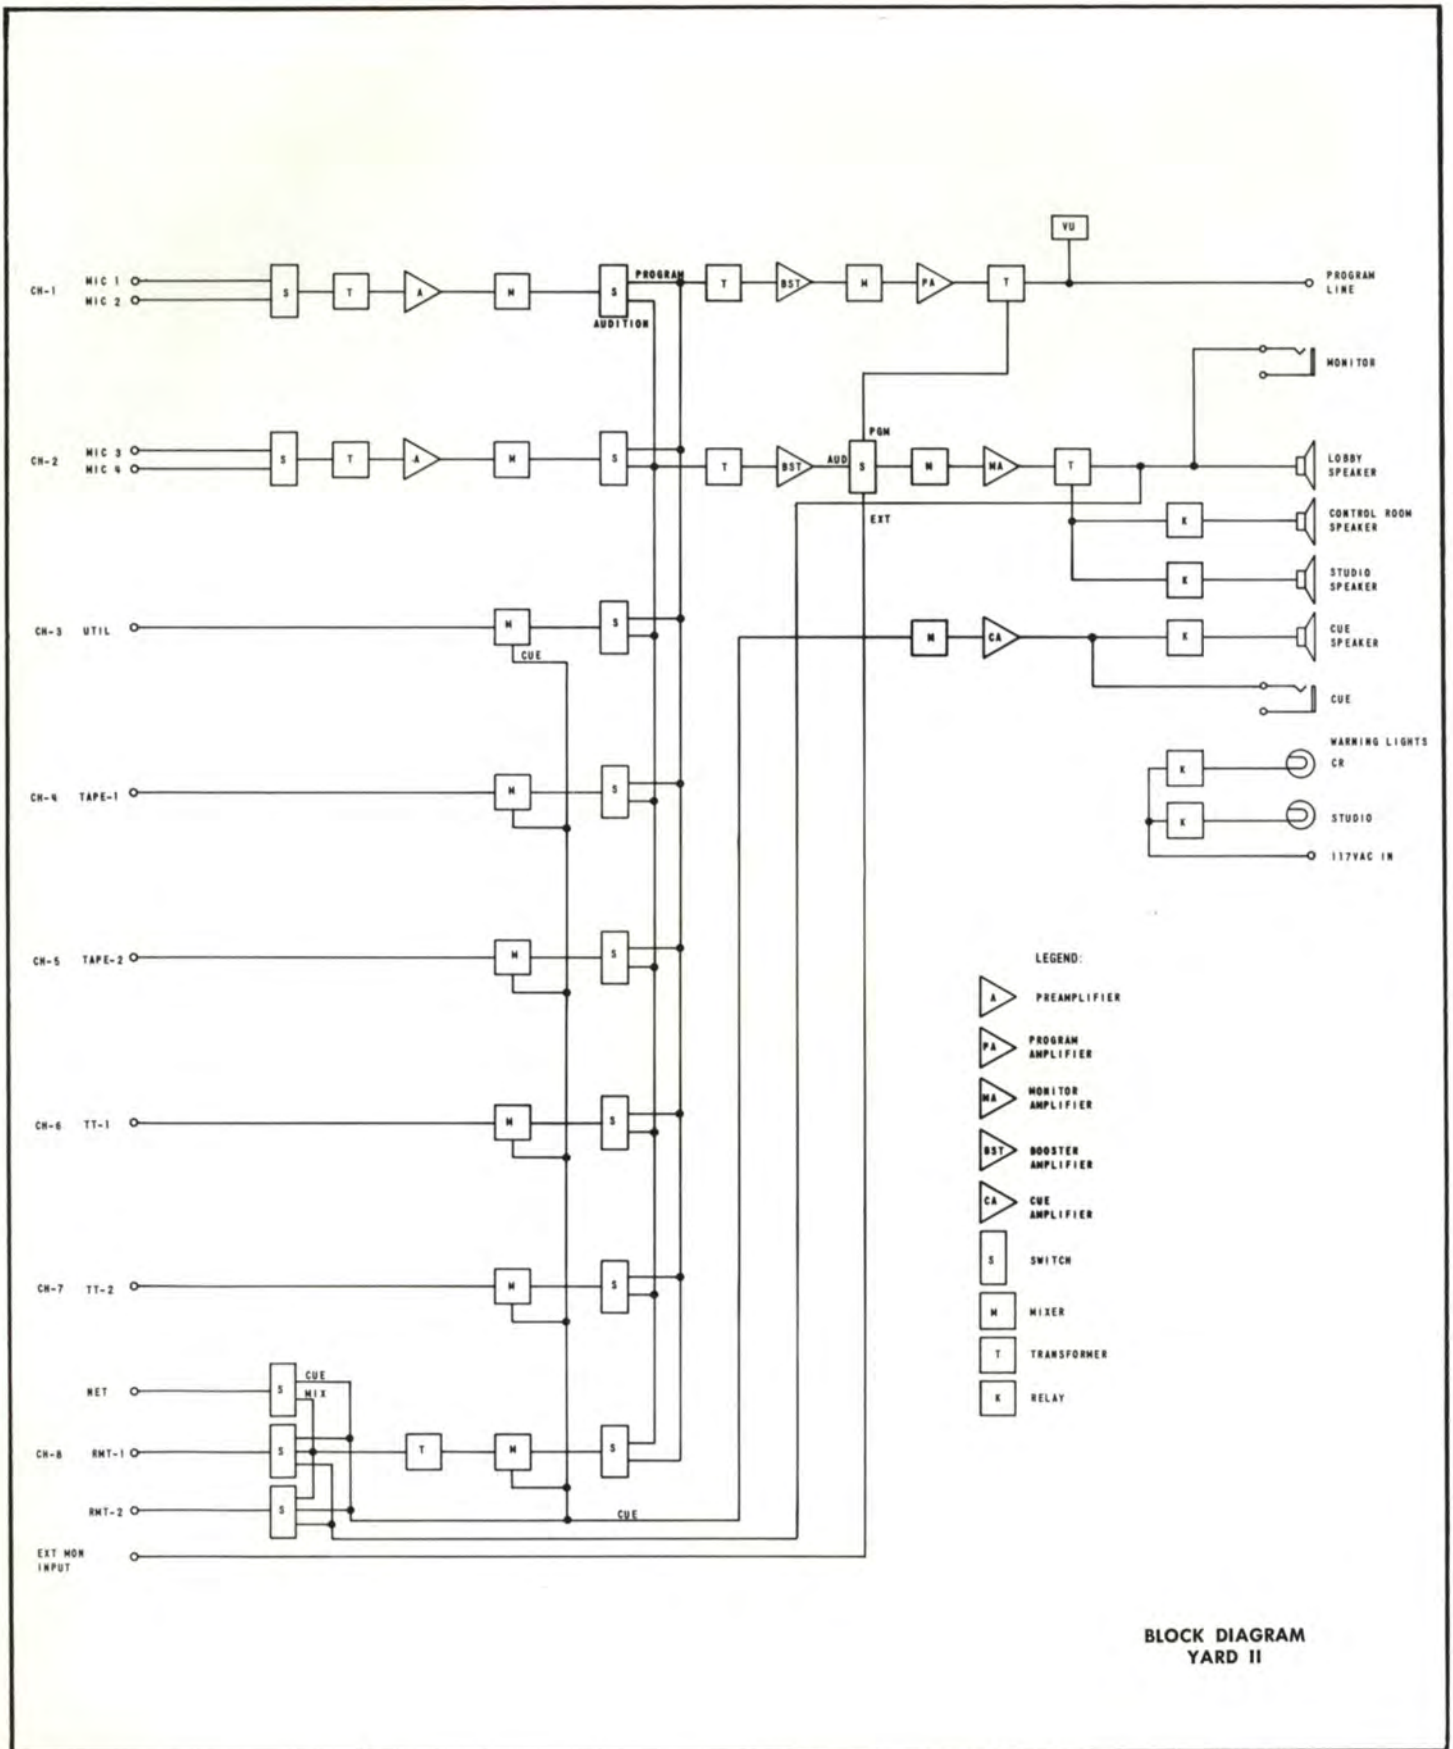 VU
CH-1 MIC 1
MIC 2
S T A M S
PROGRAM
AUDITION
T BST M PA T
PROGRAM
LINE
MONITOR
CH-2 MIC 3
MIC 4
S T A M S
T BST AUD S M MA T
PGM
EXT
LOBBY
SPEAKER
K
CONTROL ROOM
SPEAKER
K
STUDIO
SPEAKER
CH-3 UTIL
M S
CUE
M CA K
CUE
SPEAKER
CUE
WARNING LIGHTS
K CR
K STUDIO
117VAC IN
CH-4 TAPE-1 M S
CH-5 TAPE-2 M S
CH-6 TT-1 M S
CH-7 TT-2 M S
NET S
CUE
MIX
CH-8 RMT-1 S T M S
RMT-2 S
CUE
EXT MON
INPUT
LEGEND:
A PREAMPLIFIER
PA PROGRAM
AMPLIFIER
MA MONITOR
AMPLIFIER
BST BOOSTER
AMPLIFIER
CA CUE
AMPLIFIER
S SWITCH
M MIXER
T TRANSFORMER
K RELAY
BLOCK DIAGRAM
YARD II